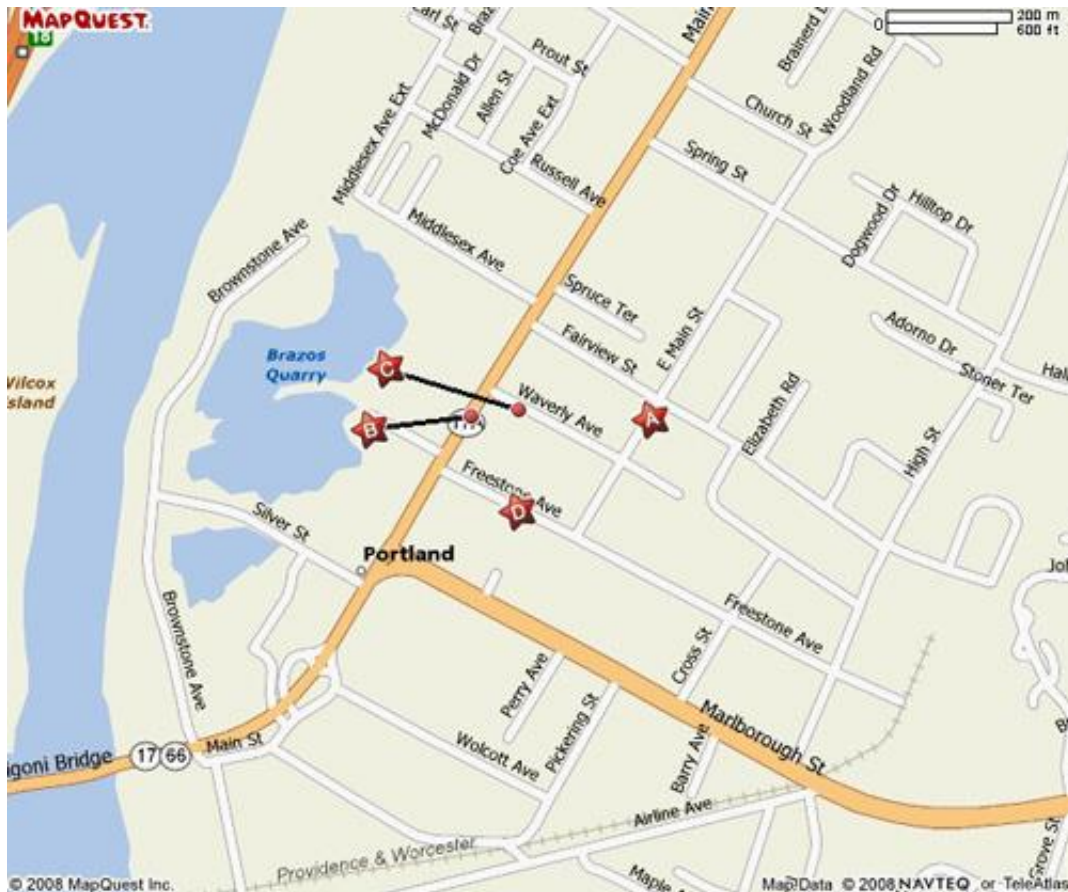 MAPQUEST.
18
200 m
600 ft
0
Earl St
Prout St
Main
Brainerd
Woodland Rd
McDonald Dr
Allen St
Coe Ave Ext
Middlesex Ave Ext
Church St
Spring St
Russell Ave
Hilltop Dr
Dogwood Dr
Middlesex Ave
Brownstone Ave
Spruce Ter
Fairview St
E Main St
Adorno Dr
Stoner Ter
Brazos
Quarry
C
Waverly Ave
A
B
Elizabeth Rd
High St
Freestone Ave
D
Silver St
Portland
Brownstone Ave
Freestone Ave
Cross St
Perry Ave
Pickering St
Marlborough St
Main St
17 66
Wolcott Ave
Barry Ave
Airline Ave
Providence & Worcester
Grove St
Maple
© 2008 MapQuest Inc.
Map Data © 2008 NAVTEQ or TeleAtlas